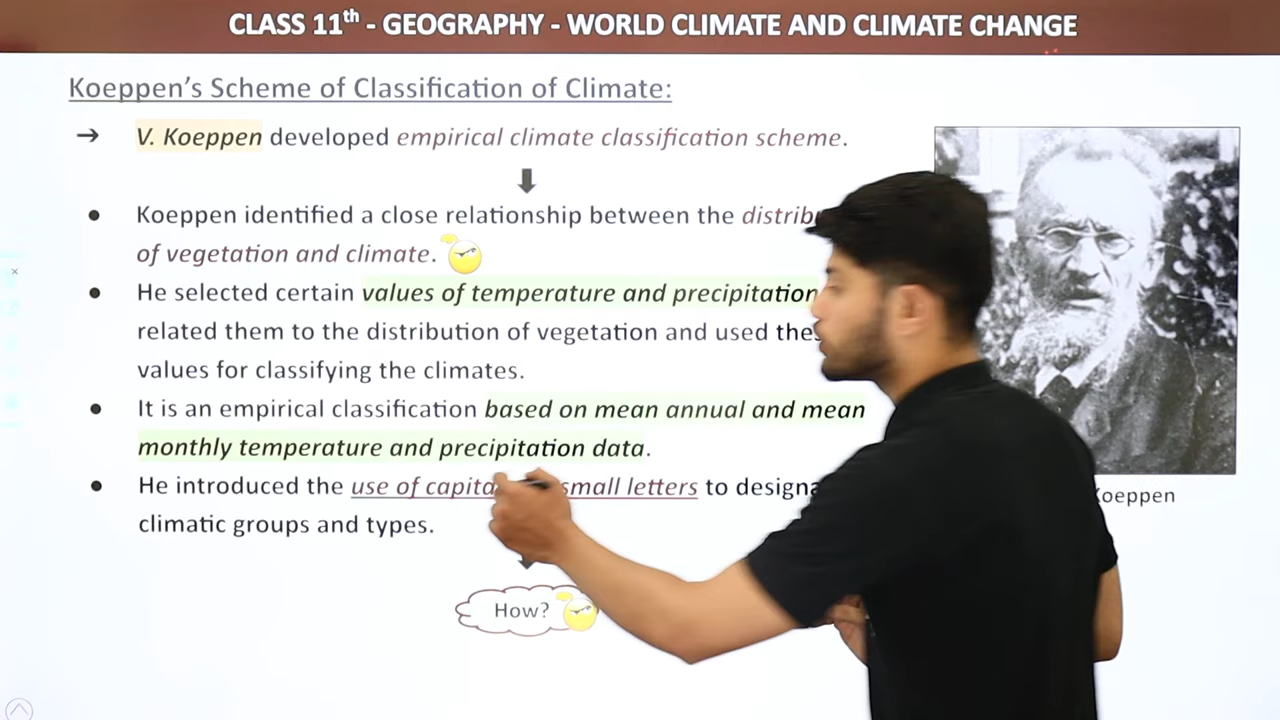 CLASS 11th - GEOGRAPHY - WORLD CLIMATE AND CLIMATE CHANGE
Koeppen's Scheme of Classification of Climate:
➔ V. Koeppen developed empirical climate classification scheme.
● Koeppen identified a close relationship between the
of vegetation and climate.
● He selected certain values of temperature and precipitation
related them to the distribution of vegetation and used
values for classifying the climates.
● It is an empirical classification based on mean annual and mean
monthly temperature and precipitation data.
● He introduced the use of small letters to
climatic groups and types.
How?
Koeppen